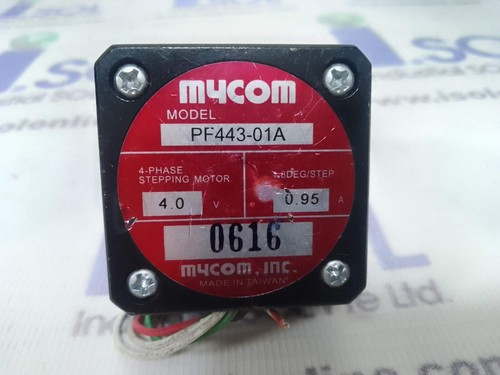 mycom
MODEL
PF443-01A
4-PHASE
STEPPING MOTOR
DEG/STEP
4.0 V
0.95 A
0616
mycom, INC.
MADE IN TAIWAN